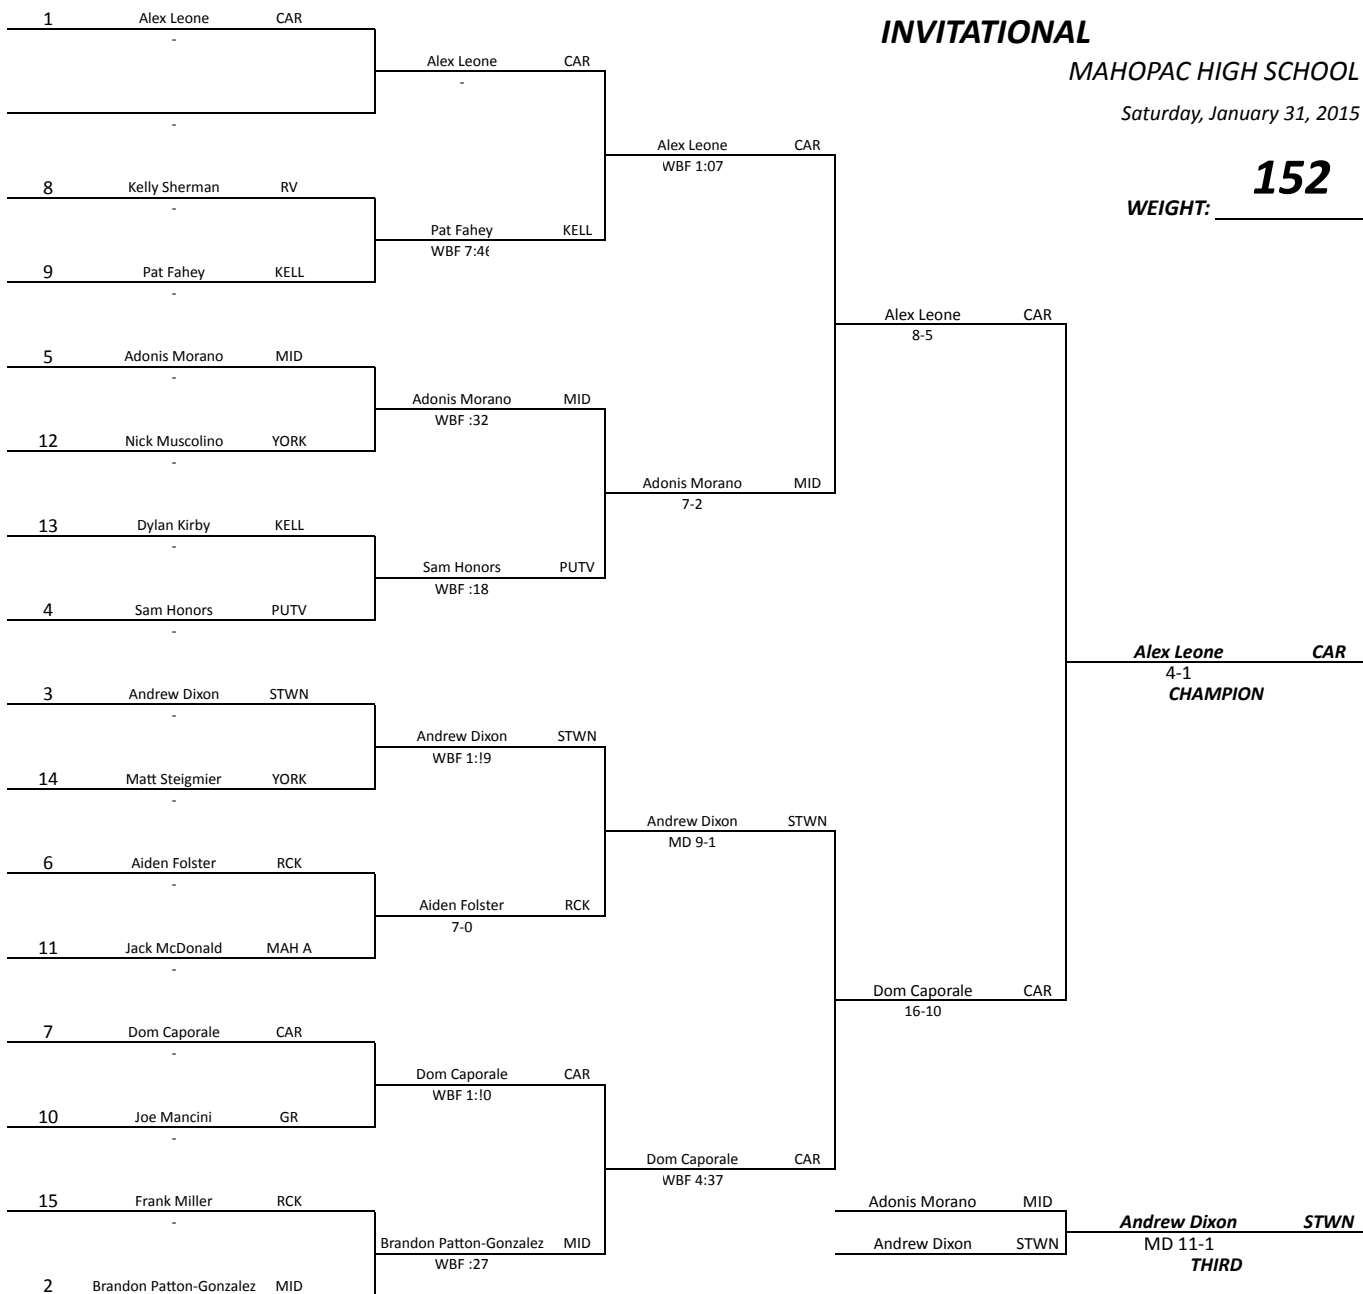 1 Alex Leone CAR
-
INVITATIONAL
Alex Leone CAR
-
MAHOPAC HIGH SCHOOL
-
Saturday, January 31, 2015
Alex Leone CAR
WBF 1:07
152
WEIGHT:
8 Kelly Sherman RV
-
Pat Fahey KELL
WBF 7:46
9 Pat Fahey KELL
-
Alex Leone CAR
8-5
5 Adonis Morano MID
-
Adonis Morano MID
WBF :32
12 Nick Muscolino YORK
-
Adonis Morano MID
7-2
13 Dylan Kirby KELL
-
Sam Honors PUTV
WBF :18
4 Sam Honors PUTV
-
Alex Leone CAR
4-1
CHAMPION
3 Andrew Dixon STWN
-
Andrew Dixon STWN
WBF 1:!9
14 Matt Steigmier YORK
-
Andrew Dixon STWN
MD 9-1
6 Aiden Folster RCK
-
Aiden Folster RCK
7-0
11 Jack McDonald MAH A
-
Dom Caporale CAR
16-10
7 Dom Caporale CAR
-
Dom Caporale CAR
WBF 1:!0
10 Joe Mancini GR
-
Dom Caporale CAR
WBF 4:37
15 Frank Miller RCK
-
Adonis Morano MID
Andrew Dixon STWN
MD 11-1
THIRD
Brandon Patton-Gonzalez MID
WBF :27
Andrew Dixon STWN
2 Brandon Patton-Gonzalez MID